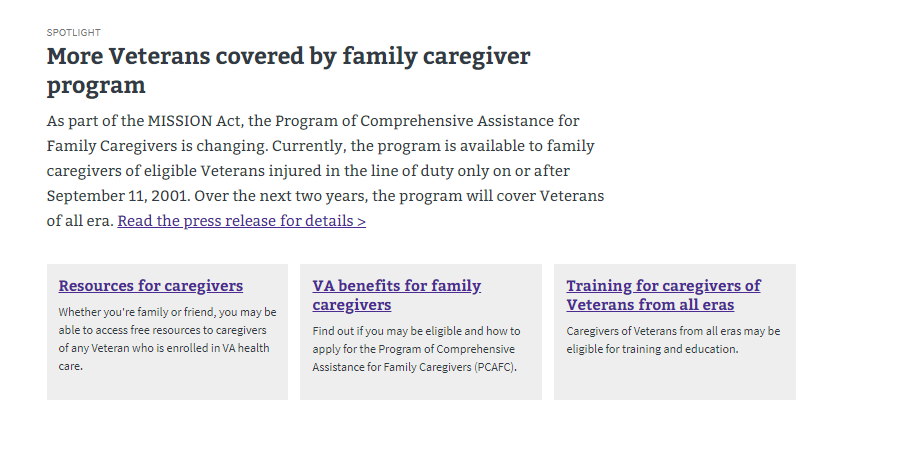 SPOTLIGHT
More Veterans covered by family caregiver
program
As part of the MISSION Act, the Program of Comprehensive Assistance for
Family Caregivers is changing. Currently, the program is available to family
caregivers of eligible Veterans injured in the line of duty only on or after
September 11, 2001. Over the next two years, the program will cover Veterans
of all era. Read the press release for details >
Resources for caregivers
Whether you're family or friend, you may be
able to access free resources to caregivers
of any Veteran who is enrolled in VA health
care.
VA benefits for family
caregivers
Find out if you may be eligible and how to
apply for the Program of Comprehensive
Assistance for Family Caregivers (PCAFC).
Training for caregivers of
Veterans from all eras
Caregivers of Veterans from all eras may be
eligible for training and education.